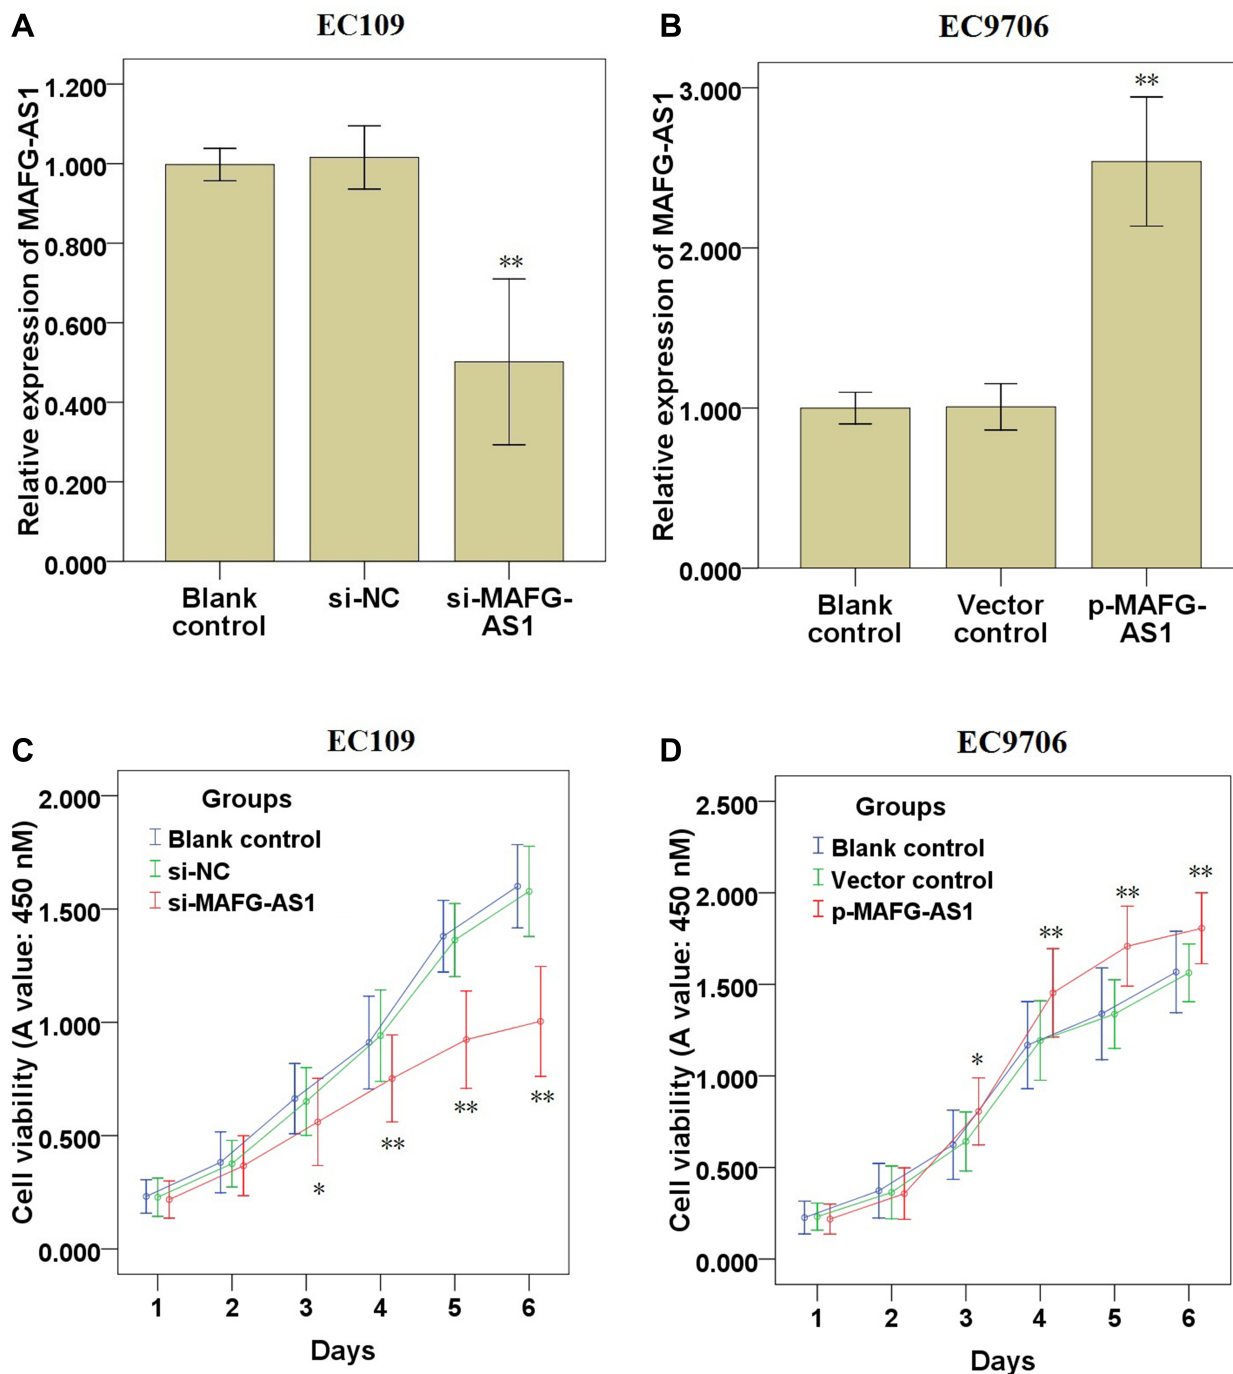 A
EC109
Relative expression of MAFG-AS1
1.200
1.000
0.800
0.600
0.400
0.200
0.000
**
Blank control
si-NC
si-MAFG-AS1
B
EC9706
Relative expression of MAFG-AS1
3.000
2.000
1.000
0.000
**
Blank control
Vector control
p-MAFG-AS1
C
EC109
Cell viability (A value: 450 nM)
2.000
1.500
1.000
0.500
0.000
Groups
Blank control
si-NC
si-MAFG-AS1
*
**
**
**
1 2 3 4 5 6
Days
D
EC9706
Cell viability (A value: 450 nM)
2.500
2.000
1.500
1.000
0.500
0.000
Groups
Blank control
Vector control
p-MAFG-AS1
*
**
**
**
1 2 3 4 5 6
Days